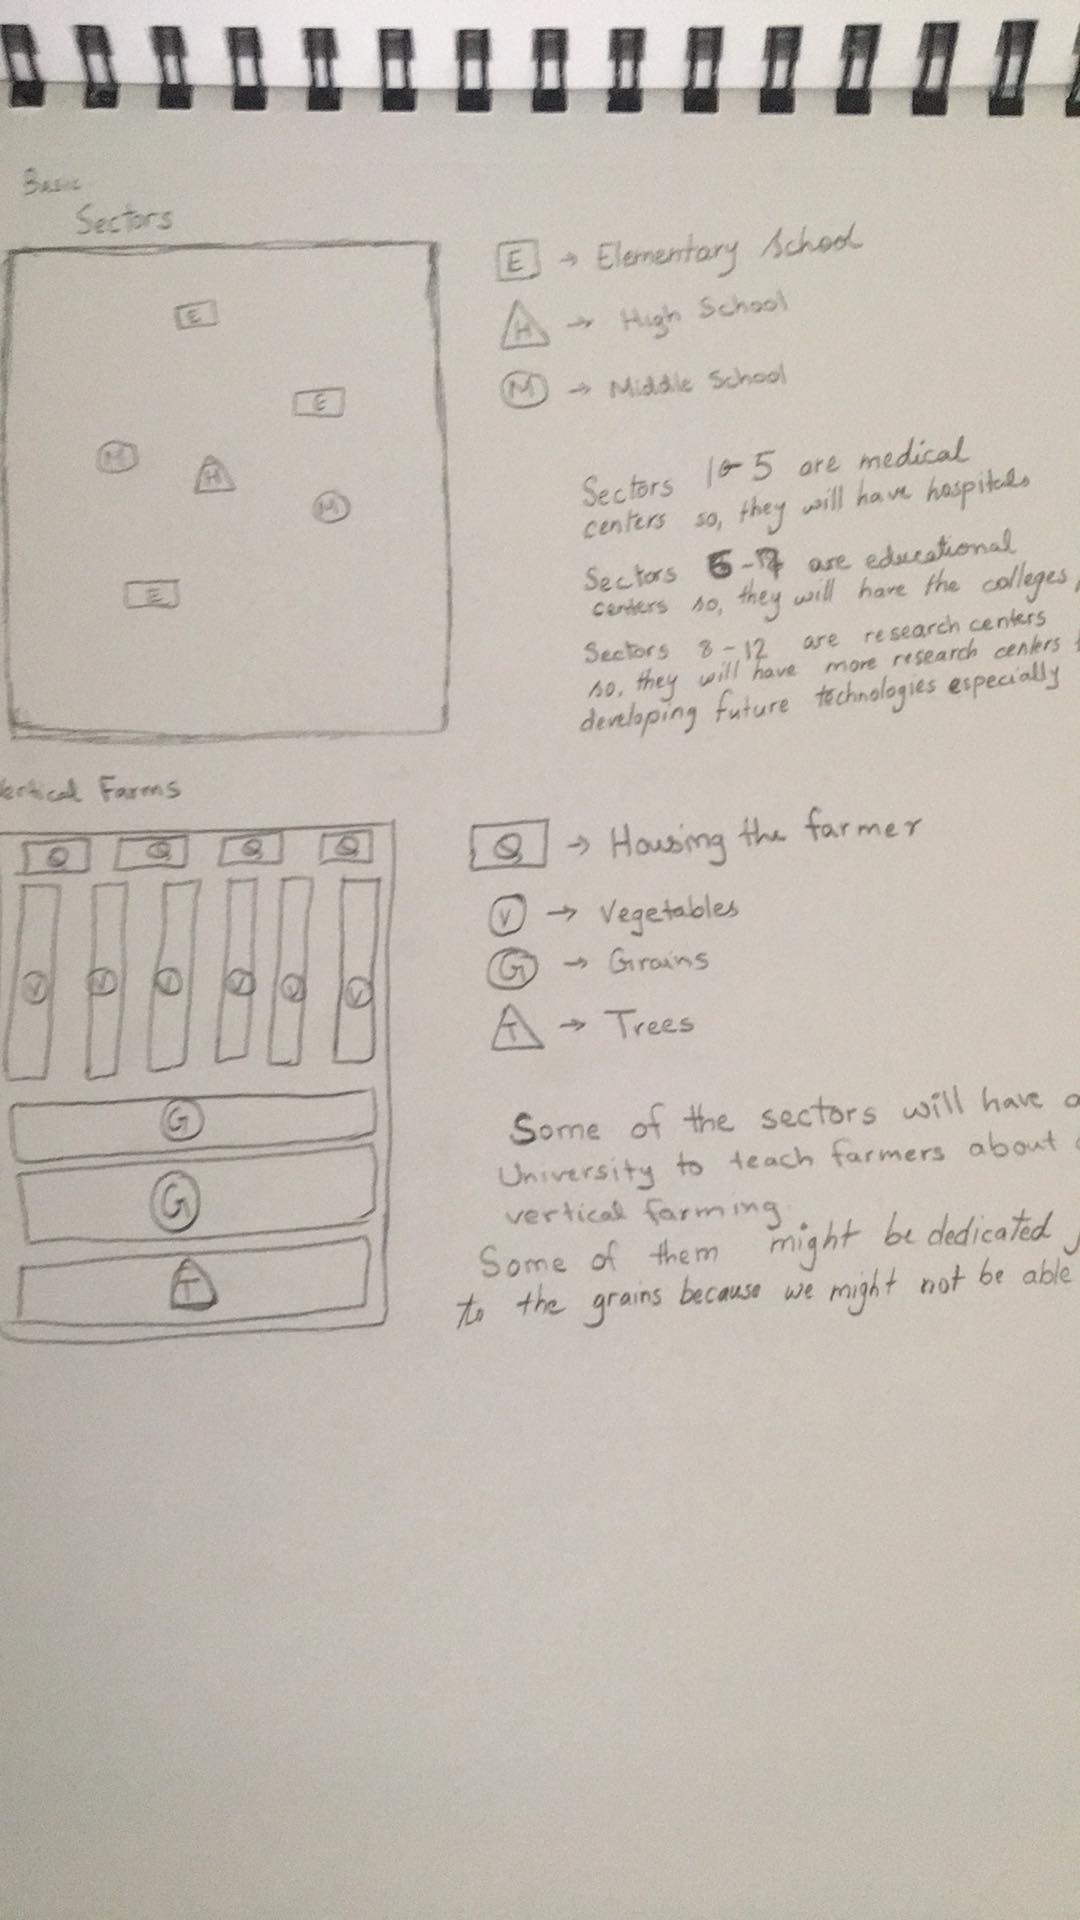 Basic
Sectors
E → Elementary School
H → High School
M → Middle School
E
E
M
H
M
E
Sectors 5 are medical
centers so, they will have hospitals
Sectors are educational
centers so, they will have the colleges,
Sectors 8-12 are research centers
so, they will have more research centers
developing future technologies especially
Vertical Farms
Q Q Q Q
V V V V V
G
G
T
Q → Housing the farmer
V → Vegetables
G → Grains
T → Trees
Some of the sectors will have a
University to teach farmers about
vertical farming.
Some of them might be dedicated
to the grains because we might not be able